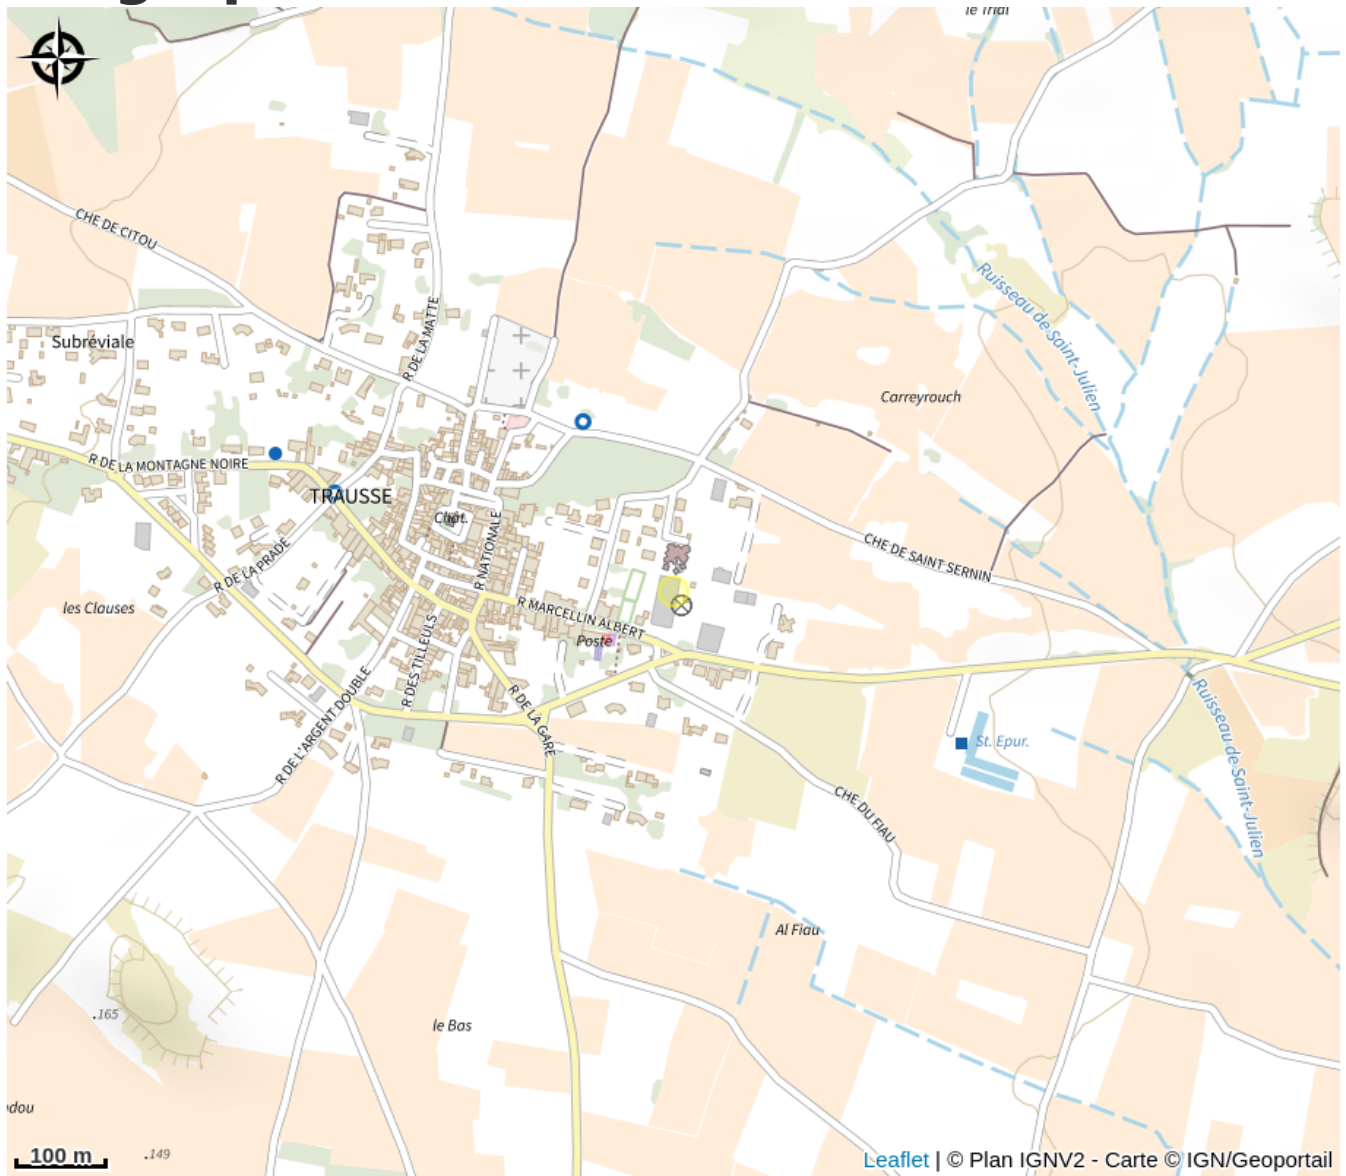 le Trial
CHE DE CITOU
R DE LA MATTE
Subréviale
Ruisseau de Saint-Julien
Carreyrouch
R DE LA MONTAGNE NOIRE
TRAUSSE
Chât.
R NATIONALE
CHE DE SAINT SERNIN
R DE LA PRADE
les Clauses
R MARCELLIN ALBERT
Poste
R DES TILLEULS
R DE L'ARGENT DOUBLE
R DE LA GARE
St. Epur.
Ruisseau de Saint-Julien
CHE DU FIAU
Al Fiau
.165
le Bas
ndou
100 m
.149
Leaflet | © Plan IGNV2 - Carte © IGN/Geoportail